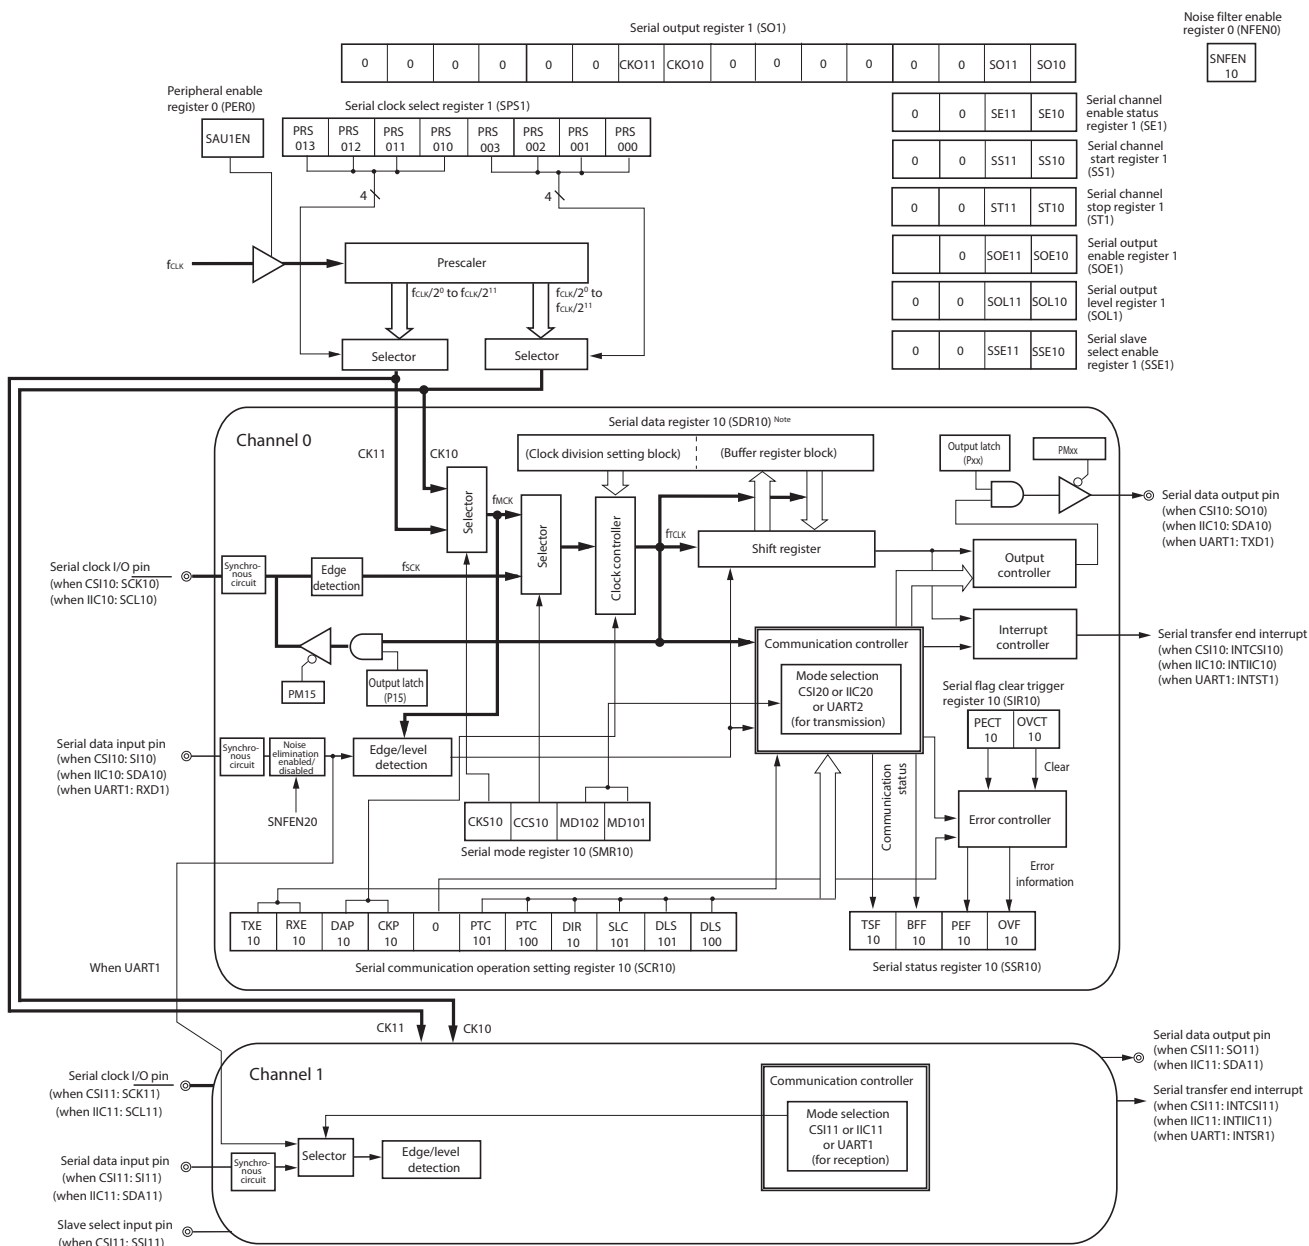 Serial output register 1 (SO1)
Noise filter enable
register 0 (NFEN0)
0 0 0 0 0 0 CKO11 CKO10 0 0 0 0 0 0 SO11 SO10
SNFEN
10
Peripheral enable
register 0 (PER0)
SAU1EN
Serial clock select register 1 (SPS1)
PRS
013
PRS
012
PRS
011
PRS
010
PRS
003
PRS
002
PRS
001
PRS
000
4
4
0 0 SE11 SE10
Serial channel
enable status
register 1 (SE1)
0 0 SS11 SS10
Serial channel
start register 1
(SS1)
0 0 ST11 ST10
Serial channel
stop register 1
(ST1)
0 SOE11 SOE10
Serial output
enable register 1
(SOE1)
0 0 SOL11 SOL10
Serial output
level register 1
(SOL1)
0 0 SSE11 SSE10
Serial slave
select enable
register 1 (SSE1)
fCLK
Prescaler
fCLK/2⁰ to fCLK/2¹¹
fCLK/2⁰ to
fCLK/2¹¹
Selector
Selector
Channel 0
CK11
CK10
Serial data register 10 (SDR10) Note
(Clock division setting block)
(Buffer register block)
Output latch
(Pxx)
PMxx
Selector
fMCK
Selector
Clock controller
fTCLK
Shift register
Serial data output pin
(when CSI10: SO10)
(when IIC10: SDA10)
(when UART1: TXD1)
Serial clock I/O pin
(when CSI10: SCK10)
(when IIC10: SCL10)
Synchro-
nous
circuit
Edge
detection
fSCK
Output
controller
Interrupt
controller
Serial transfer end interrupt
(when CSI10: INTCSI10)
(when IIC10: INTIIC10)
(when UART1: INTST1)
PM15
Output latch
(P15)
Communication controller
Mode selection
CSI20 or IIC20
or UART2
(for transmission)
Serial flag clear trigger
register 10 (SIR10)
PECT
10
OVCT
10
Clear
Serial data input pin
(when CSI10: SI10)
(when IIC10: SDA10)
(when UART1: RXD1)
Synchro-
nous
circuit
Noise
elimination
enabled/
disabled
Edge/level
detection
SNFEN20
Communication
status
CKS10 CCS10 MD102 MD101
Serial mode register 10 (SMR10)
Error controller
Error
information
TXE
10
RXE
10
DAP
10
CKP
10
0
PTC
101
PTC
100
DIR
10
SLC
101
DLS
101
DLS
100
Serial communication operation setting register 10 (SCR10)
TSF
10
BFF
10
PEF
10
OVF
10
Serial status register 10 (SSR10)
When UART1
CK11
CK10
Channel 1
Serial clock I/O pin
(when CSI11: SCK11)
(when IIC11: SCL11)
Communication controller
Mode selection
CSI11 or IIC11
or UART1
(for reception)
Serial data output pin
(when CSI11: SO11)
(when IIC11: SDA11)
Serial transfer end interrupt
(when CSI11: INTCSI11)
(when IIC11: INTIIC11)
(when UART1: INTSR1)
Serial data input pin
(when CSI11: SI11)
(when IIC11: SDA11)
Synchro-
nous
circuit
Selector
Edge/level
detection
Slave select input pin
(when CSI11: SSI11)